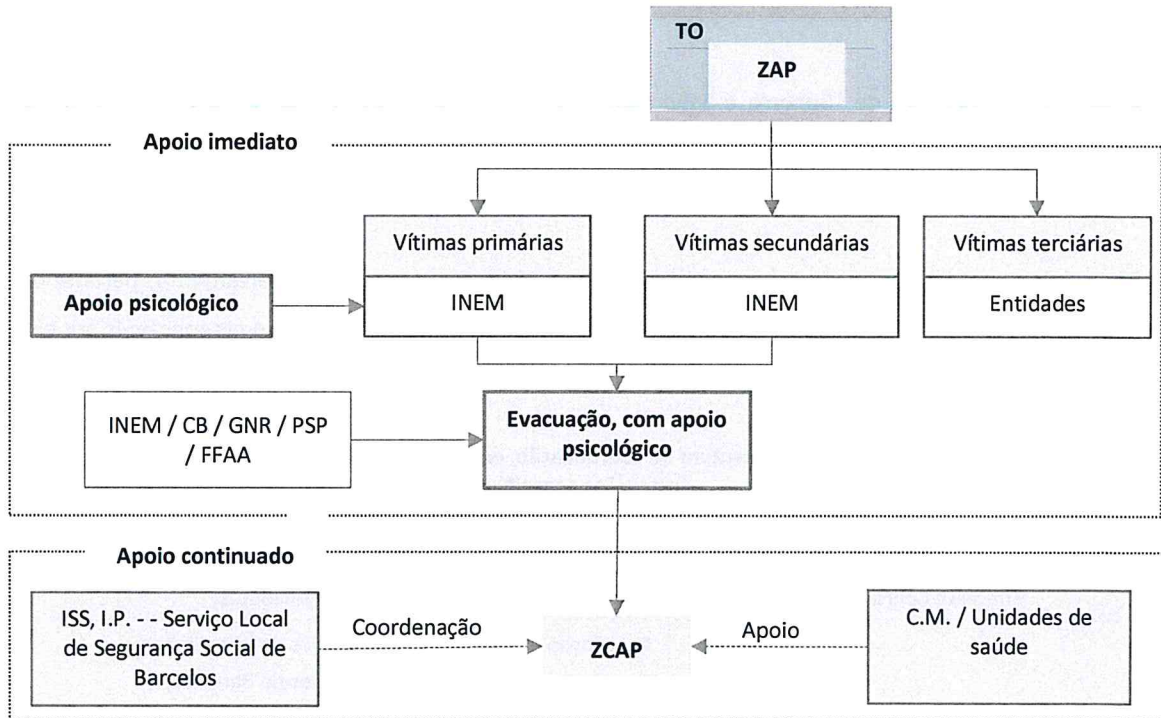 TO
ZAP
Apoio imediato
Vítimas primárias
INEM
Vítimas secundárias
INEM
Vítimas terciárias
Entidades
Apoio psicológico
INEM / CB / GNR / PSP
/ FFAA
Evacuação, com apoio
psicológico
Apoio continuado
ISS, I.P. - - Serviço Local
de Segurança Social de
Barcelos
Coordenação
ZCAP
Apoio
C.M. / Unidades de
saúde